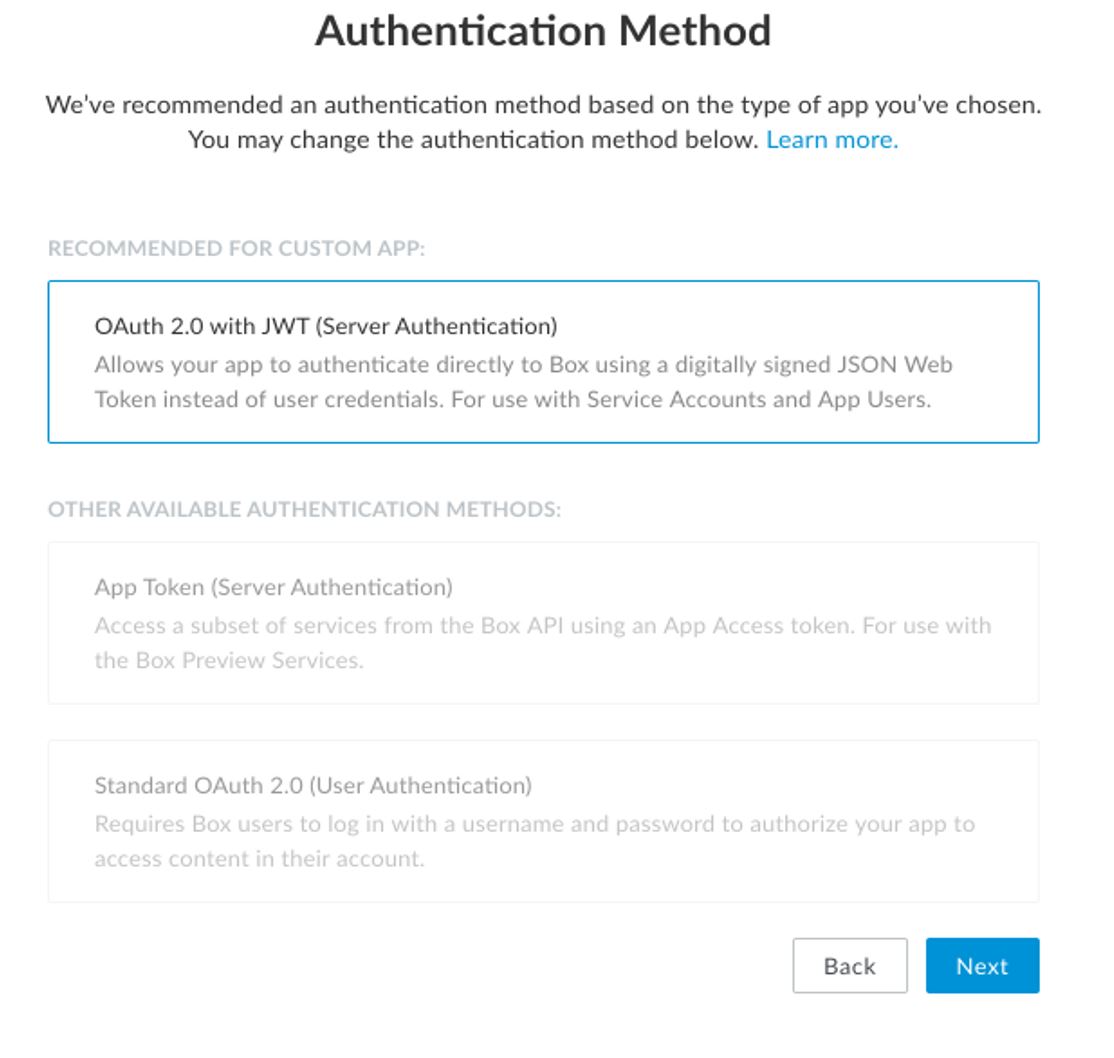 Authentication Method
We've recommended an authentication method based on the type of app you've chosen.
You may change the authentication method below. Learn more.
RECOMMENDED FOR CUSTOM APP:
OAuth 2.0 with JWT (Server Authentication)
Allows your app to authenticate directly to Box using a digitally signed JSON Web
Token instead of user credentials. For use with Service Accounts and App Users.
OTHER AVAILABLE AUTHENTICATION METHODS:
App Token (Server Authentication)
Access a subset of services from the Box API using an App Access token. For use with
the Box Preview Services.
Standard OAuth 2.0 (User Authentication)
Requires Box users to log in with a username and password to authorize your app to
access content in their account.
Back Next